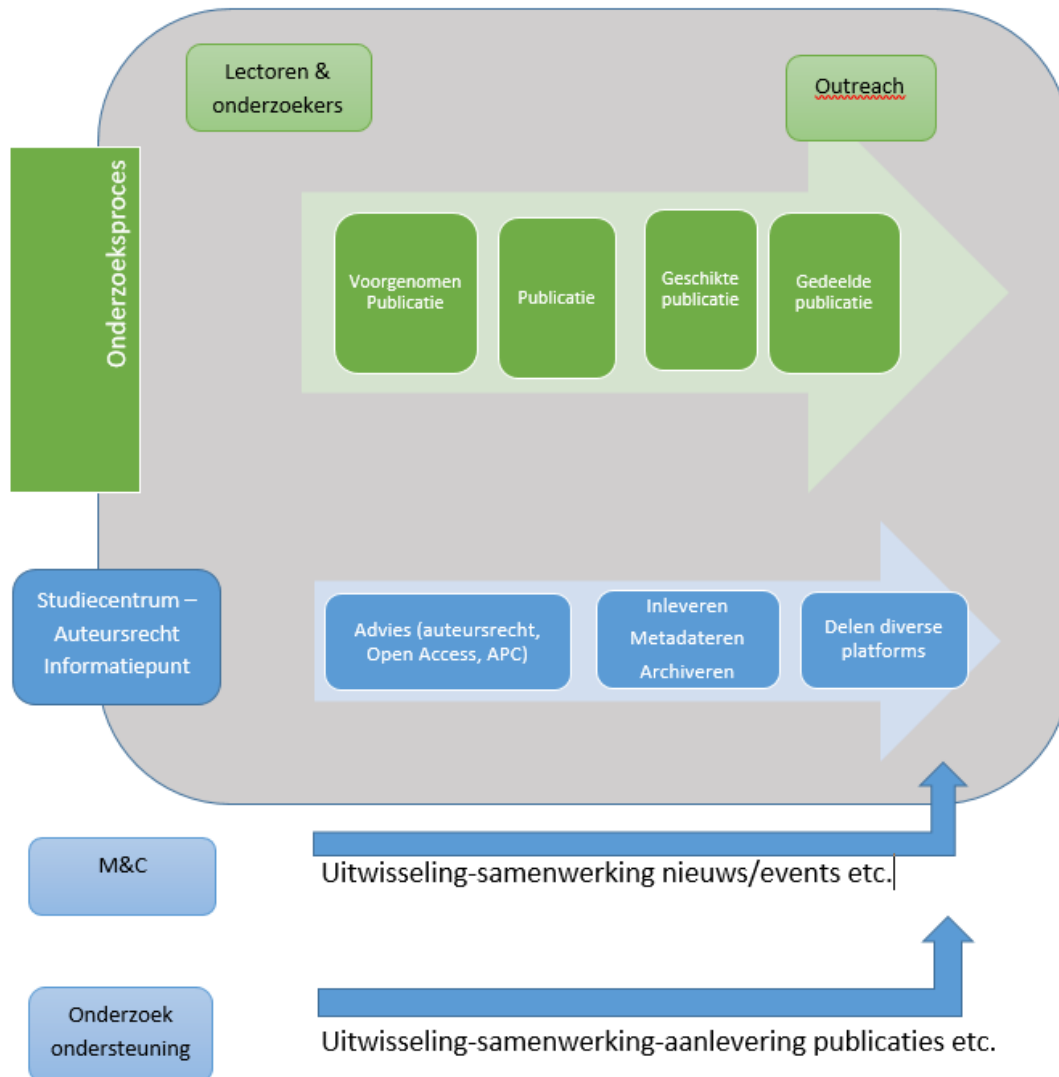 Lectoren &
onderzoekers
Outreach
Onderzoeksproces
Voorgenomen
Publicatie
Publicatie
Geschikte
publicatie
Gedeelde
publicatie
Studiecentrum –
Auteursrecht
Informatiepunt
Advies (auteursrecht,
Open Access, APC)
Inleveren
Metadateren
Archiveren
Delen diverse
platforms
M&C
Uitwisseling-samenwerking nieuws/events etc.
Onderzoek
ondersteuning
Uitwisseling-samenwerking-aanlevering publicaties etc.